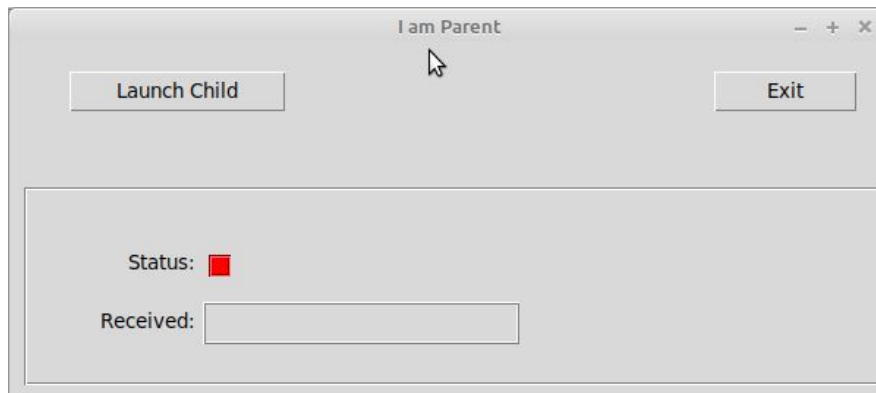 I am Parent
Launch Child
Exit
Status:
Received: